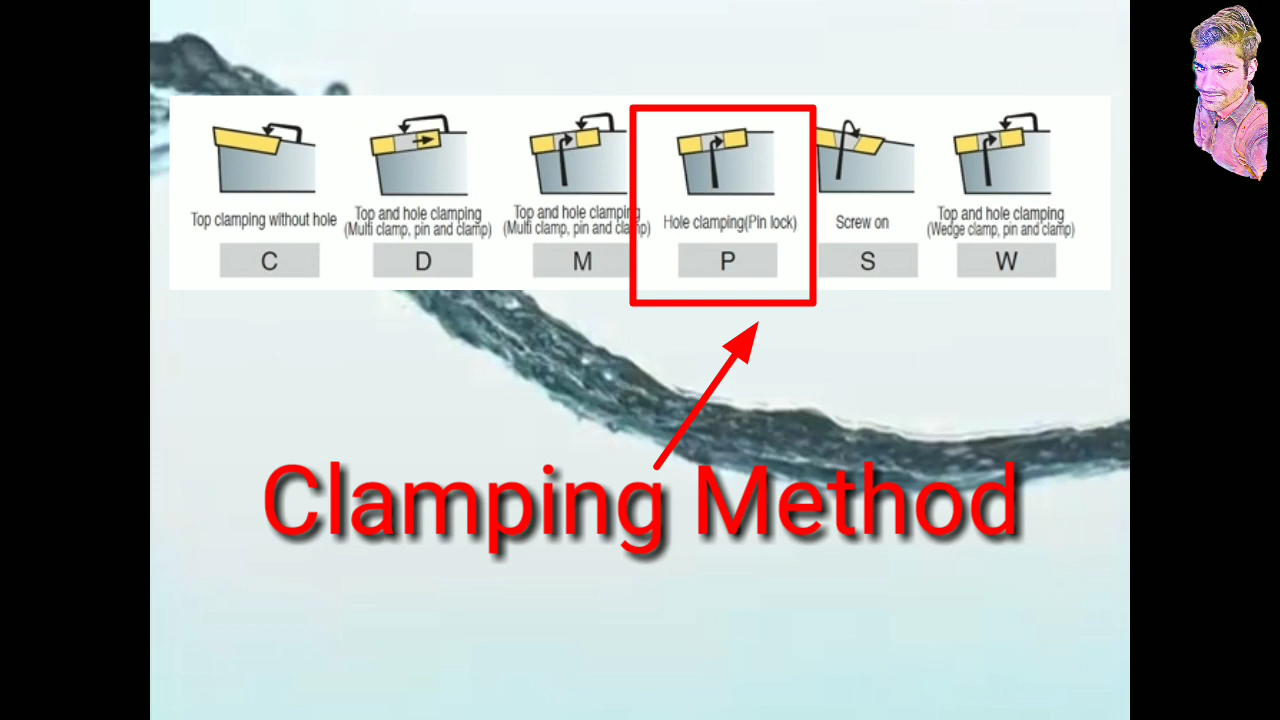 Top clamping without hole
Top and hole clamping
(Multi clamp, pin and clamp)
Top and hole clamping
(Multi clamp, pin and clamp)
Hole clamping(Pin lock)
Screw on
Top and hole clamping
(Wedge clamp, pin and clamp)
C
D
M
P
S
W
Clamping Method